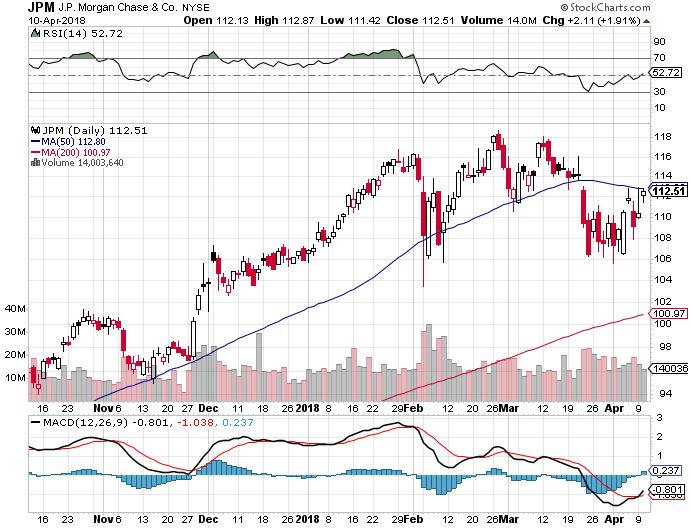 JPM J.P. Morgan Chase & Co. NYSE
© StockCharts.com
10-Apr-2018
Open 112.13 High 112.87 Low 111.42 Close 112.51 Volume 14.0M Chg +2.11 (+1.91%)
RSI(14) 52.72
90
70
52.72
30
10
JPM (Daily) 112.51
MA(50) 112.80
MA(200) 100.97
Volume 14,003,640
118
116
114
112.51
110
108
106
104
102
100.97
100
98
96
94
40M
30M
20M
10M
140036
16 23 Nov 6 13 20 27 Dec 11 18 26 2018 8 16 22 29 Feb 12 20 26 Mar 12 19 26 Apr 9
MACD(12,26,9) -0.801, -1.038, 0.237
3
2
1
0.237
-0.801
16 23 Nov 6 13 20 27 Dec 11 18 26 2018 8 16 22 29 Feb 12 20 26 Mar 12 19 26 Apr 9